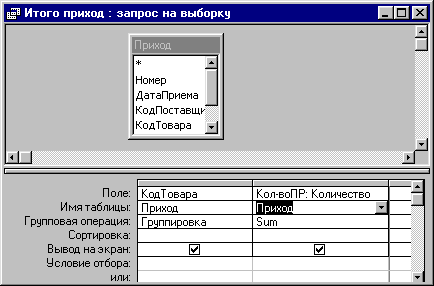 Итого приход : запрос на выборку
Приход
*
Номер
ДатаПриема
КодПоставщи
КодТовара
Поле: КодТовара Кол-воПР: Количество
Имя таблицы: Приход Приход
Групповая операция: Группировка Sum
Сортировка:
Вывод на экран:
Условие отбора:
или: